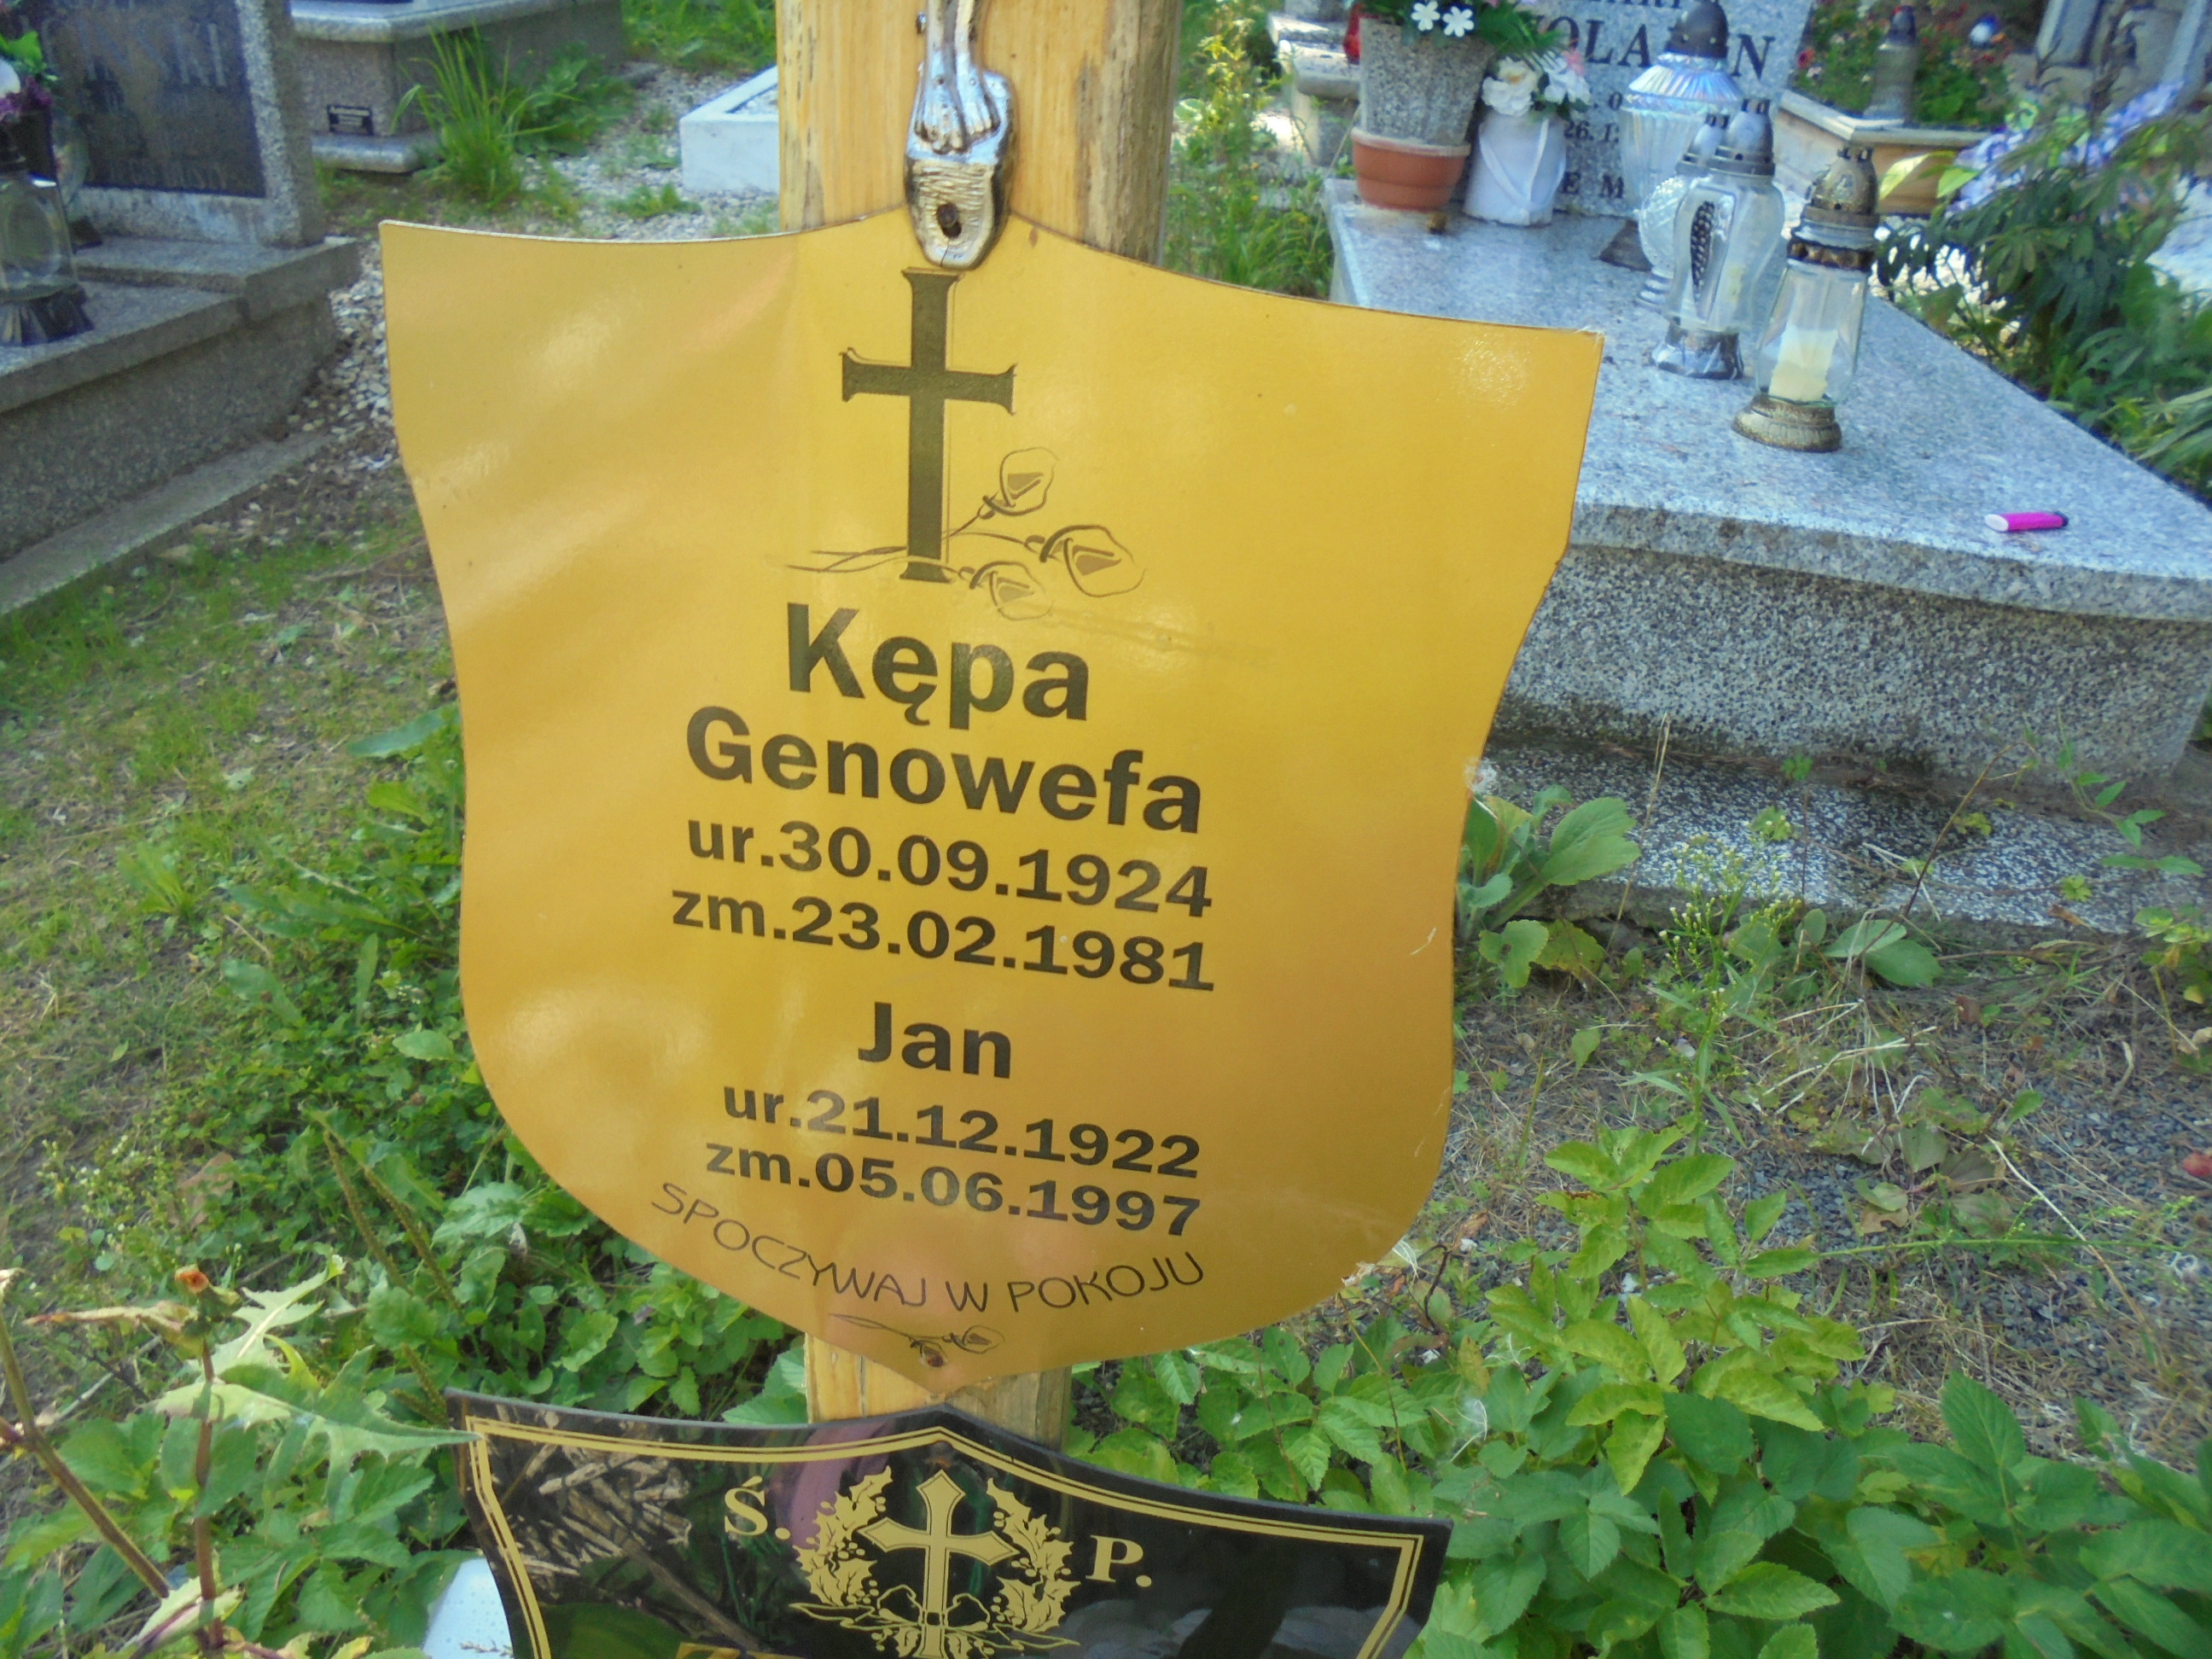 Kępa
Genowefa
ur.30.09.1924
zm.23.02.1981
Jan
ur.21.12.1922
zm.05.06.1997
SPOCZYWAJ W POKOJU
Ś. P.